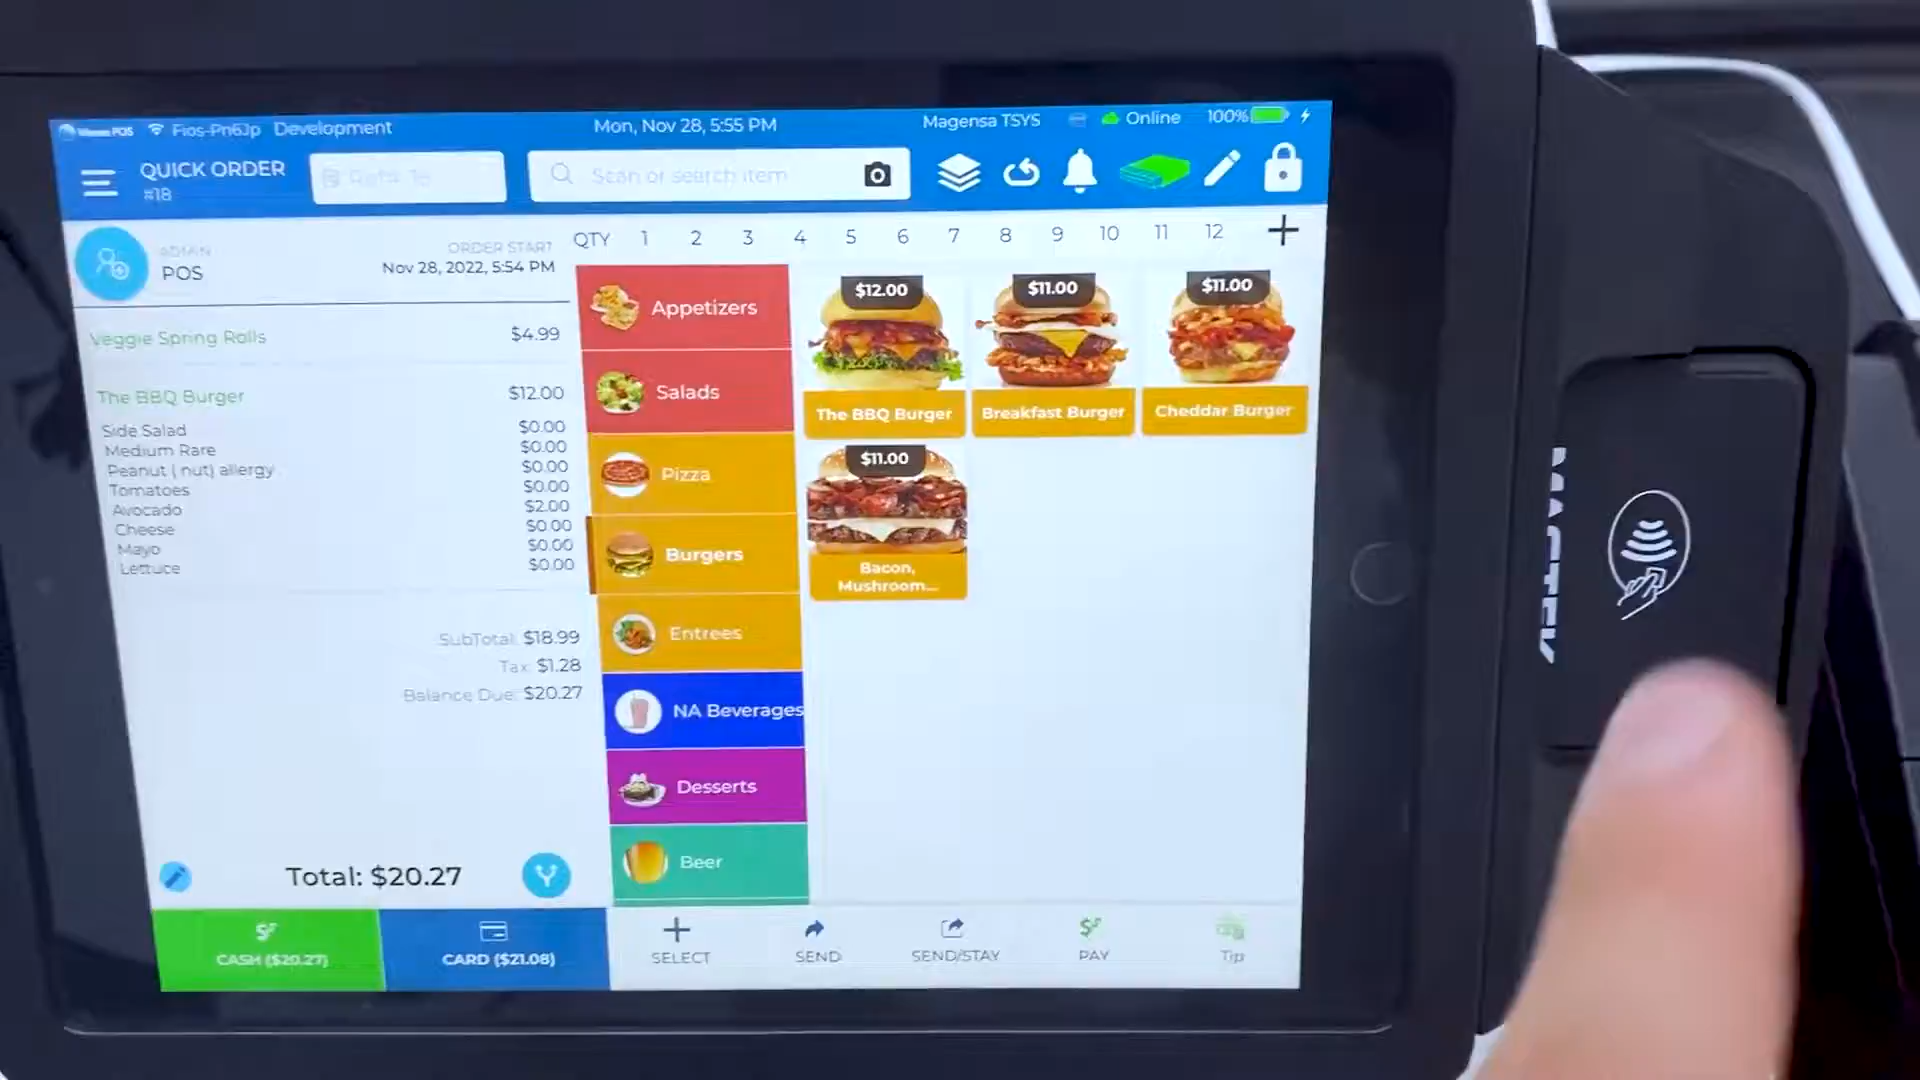 Fios-Pn6Jp Development Mon, Nov 28, 5:55 PM Magensa TSYS Online 100%
QUICK ORDER
#18
Scan or search item
ADMIN
POS
ORDER START
Nov 28, 2022, 5:54 PM
QTY 1 2 3 4 5 6 7 8 9 10 11 12
Veggie Spring Rolls $4.99
The BBQ Burger $12.00
Side Salad $0.00
Medium Rare $0.00
Peanut ( nut) allergy $0.00
Tomatoes $0.00
Avocado $2.00
Cheese $0.00
Mayo $0.00
Lettuce $0.00
SubTotal: $18.99
Tax: $1.28
Balance Due: $20.27
Total: $20.27
CASH ($20.27)
CARD ($21.08)
Appetizers
Salads
Pizza
Burgers
Entrees
NA Beverages
Desserts
Beer
$12.00
The BBQ Burger
$11.00
Breakfast Burger
$11.00
Cheddar Burger
$11.00
Bacon,
Mushroom...
SELECT
SEND
SEND/STAY
PAY
Tip
MAGTEK